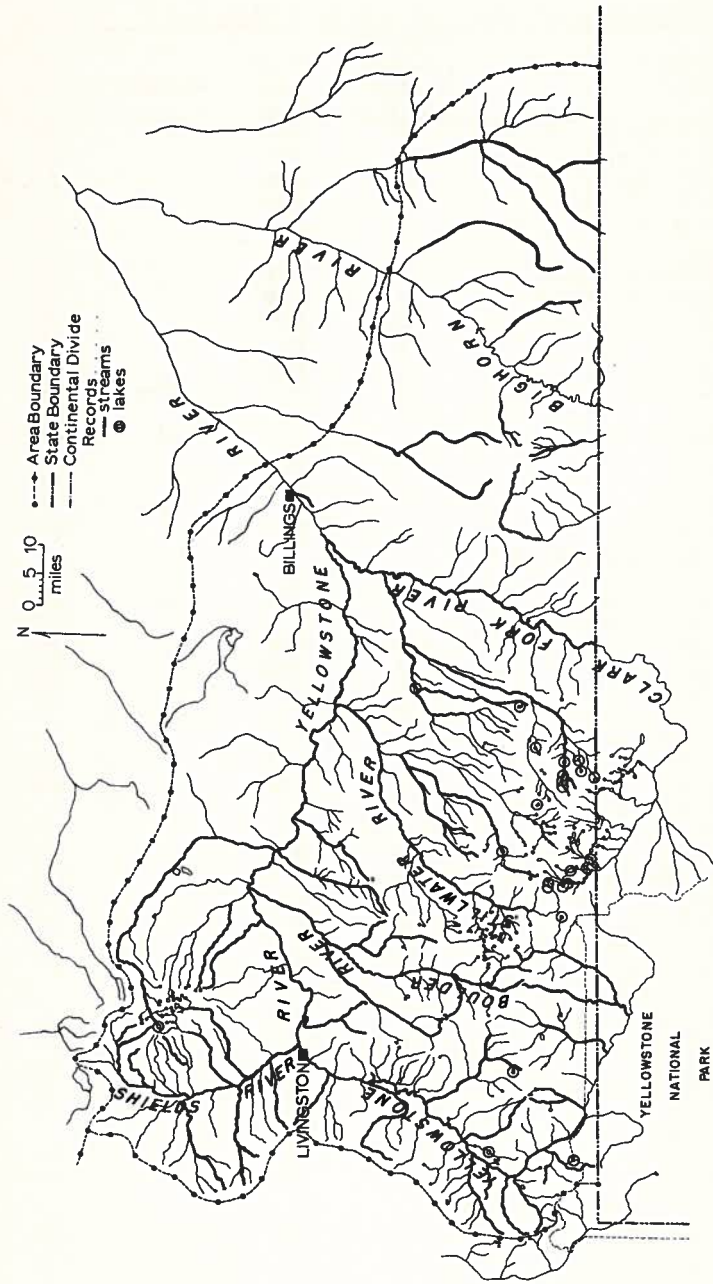 N
0 5 10
miles
Area Boundary
State Boundary
Continental Divide
Records
streams
lakes
SHIELDS
RIVER
LIVINGSTON
YELLOWSTONE
RIVER
BOULDER
RIVER
STILLWATER
RIVER
YELLOWSTONE
RIVER
BILLINGS
CLARK
FORK
RIVER
BIGHORN
RIVER
RIVER
YELLOWSTONE
NATIONAL
PARK